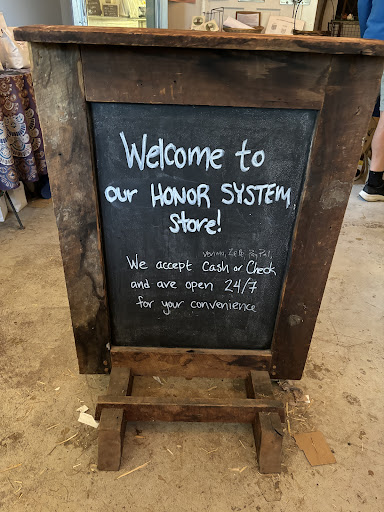 Welcome to
our HONOR SYSTEM
store!
Venmo, Zelle PayPal,
We accept Cash or Check
and are open 24/7
for your convenience